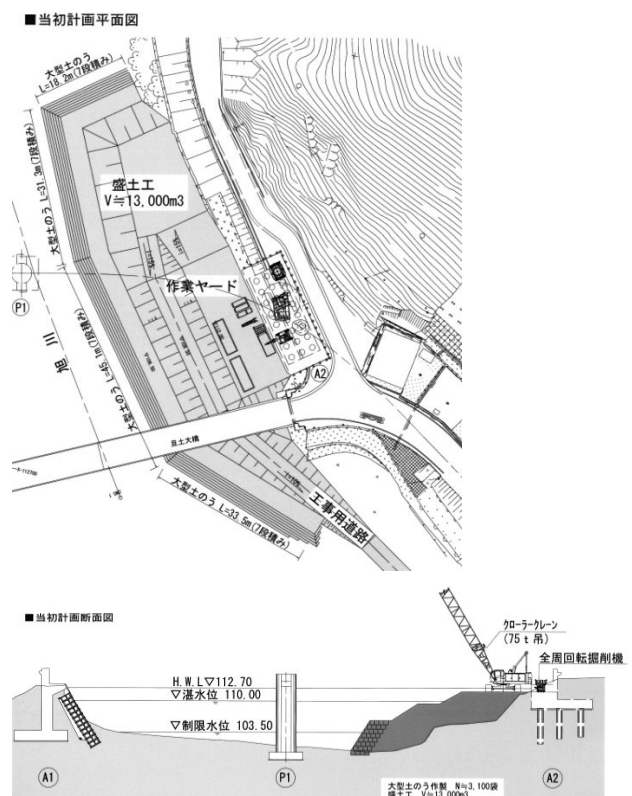 ■当初計画平面図
大型土のう
L=18.2m(7段積み)
大型土のう L=31.3m(7段積み)
盛土工
V≒13,000m3
作業ヤード
P1
旭川
大型土のう L=45.1m(7段積み)
A2
旦土大橋
大型土のう L=33.5m(7段積み)
工事用道路
■当初計画断面図
クローラークレーン
(75t吊)
全周回転掘削機
H.W.L▽112.70
▽湛水位 110.00
▽制限水位 103.50
A1
P1
A2
大型土のう作製 N≒3,100袋
盛土工 V≒13,000m3